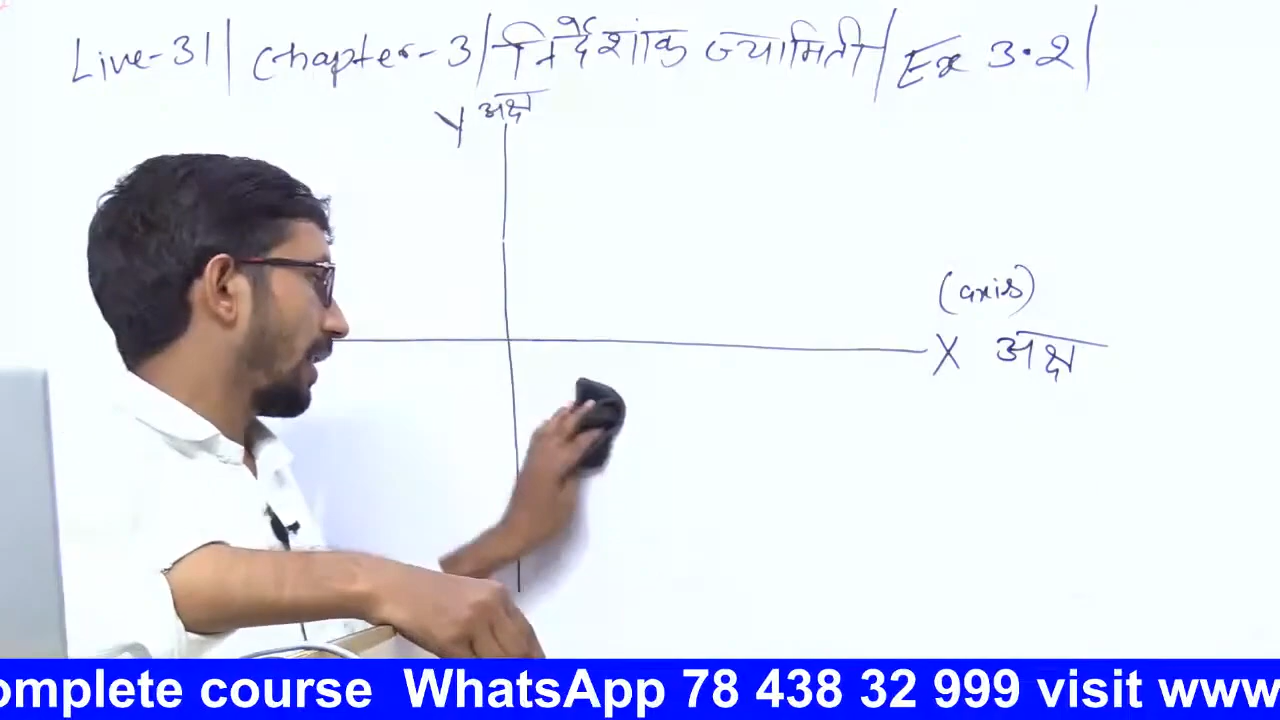 Live-31| Chapter-3| निर्देशांक ज्यामिती| Ex 3.2|
Y अक्ष
(axis)
X अक्ष
omplete course WhatsApp 78 438 32 999 visit www